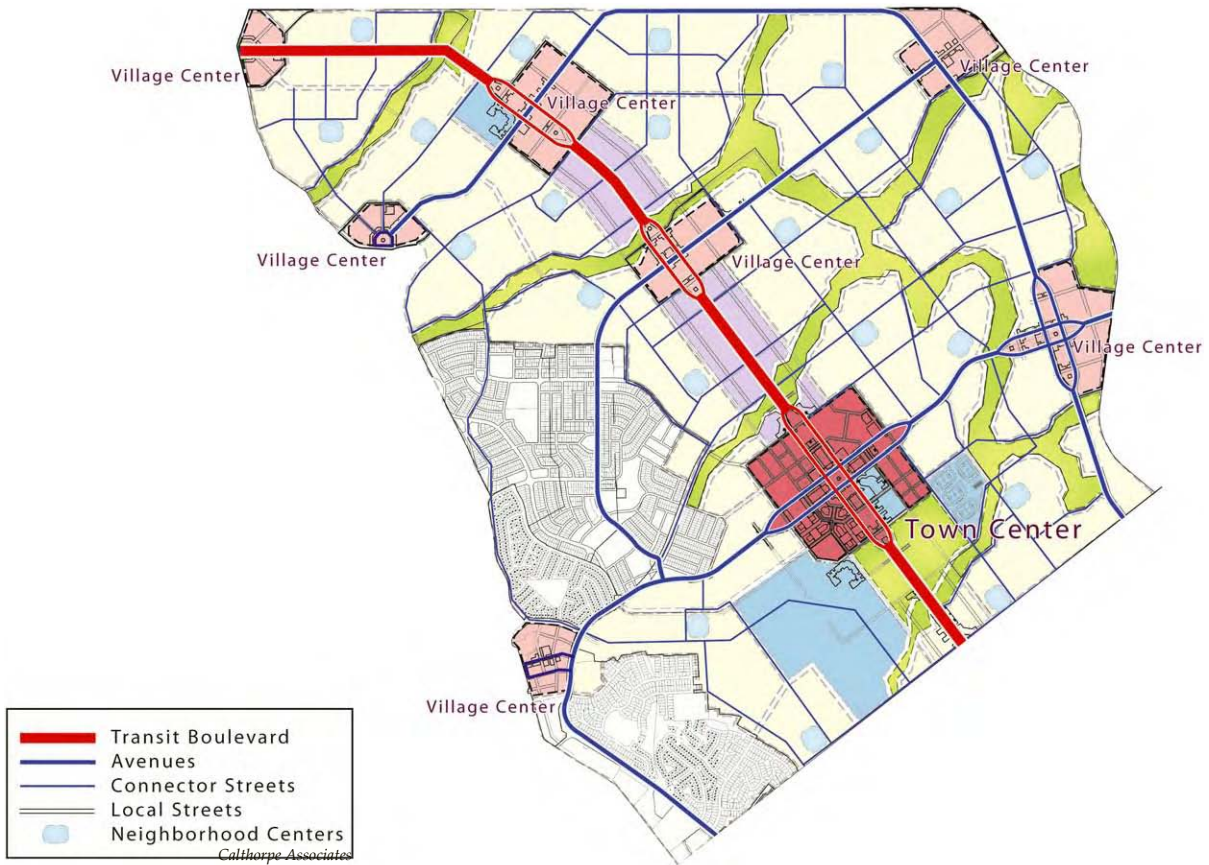 Village Center
Village Center
Village Center
Village Center
Village Center
Village Center
Town Center
Village Center
Transit Boulevard
Avenues
Connector Streets
Local Streets
Neighborhood Centers
Calthorpe Associates